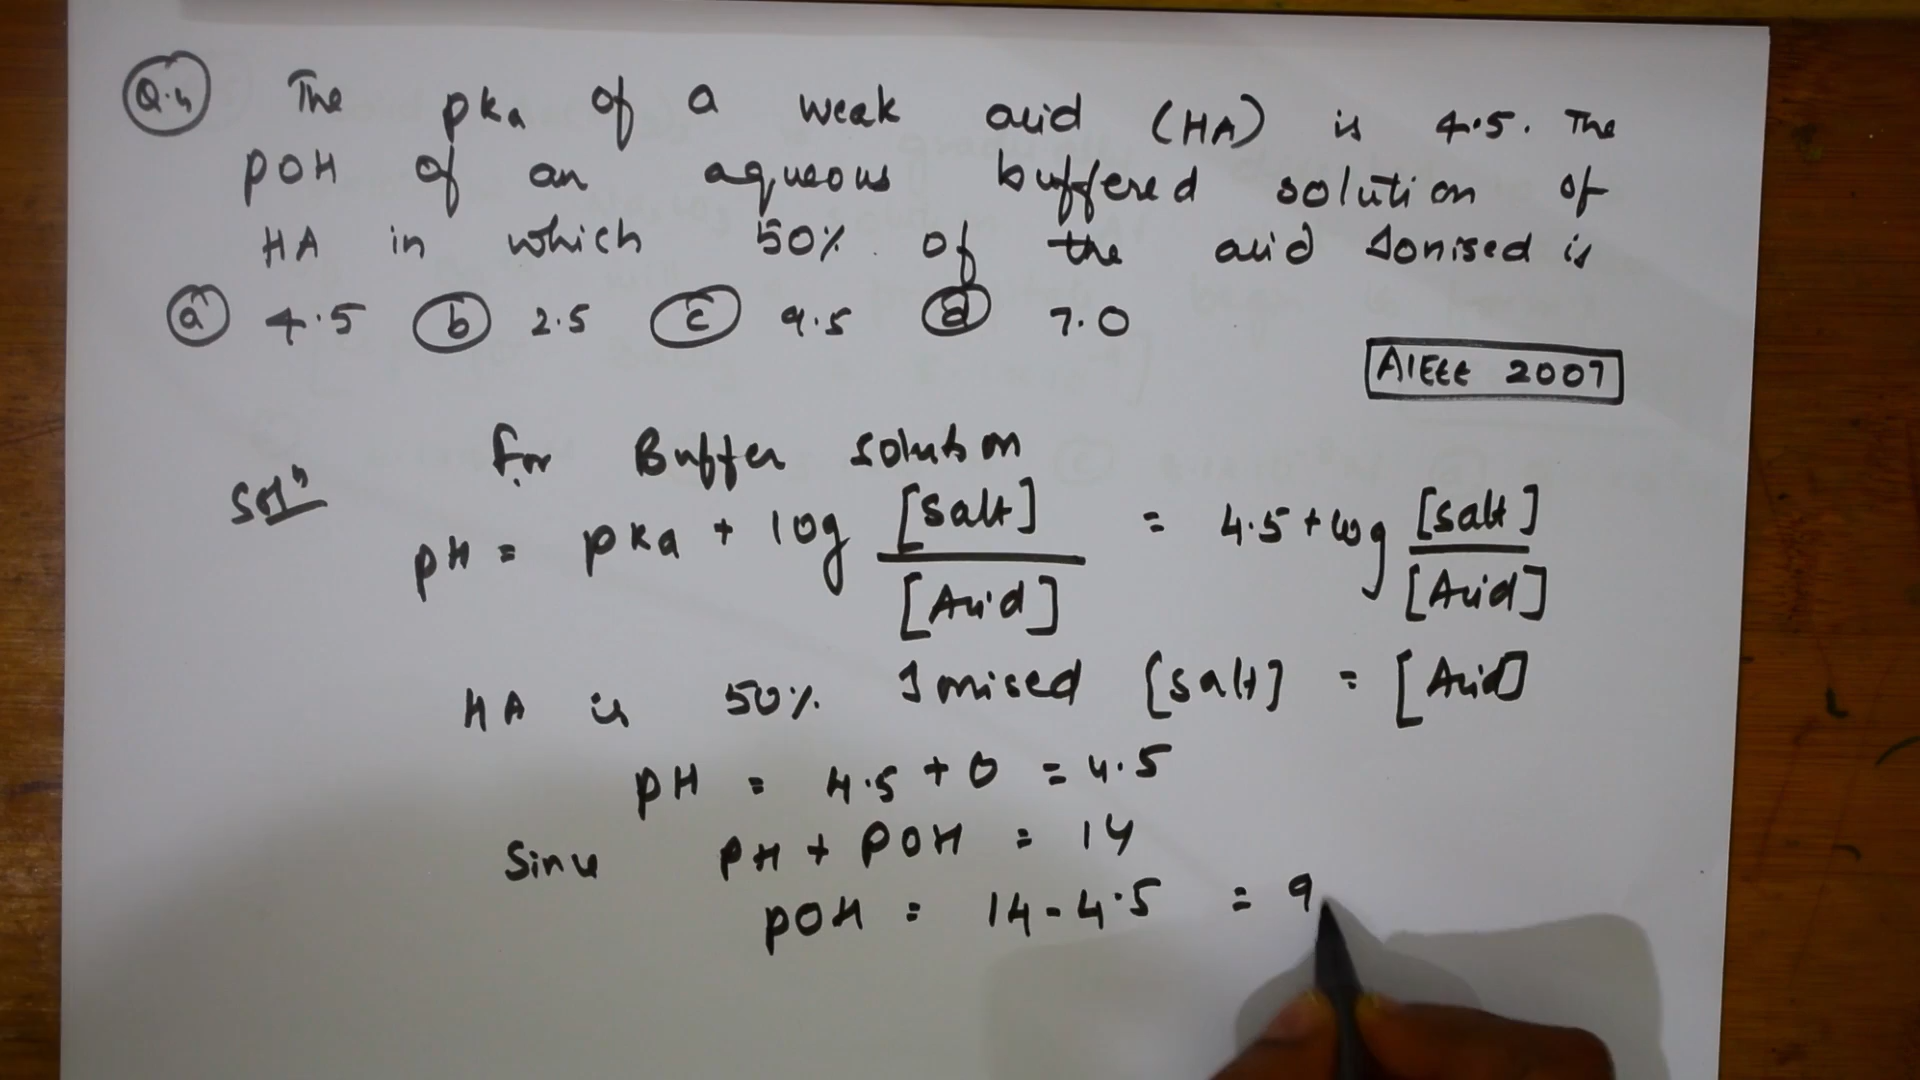 Q.4 The pka of a weak acid (HA) is 4.5. The
POH of an aqueous buffered solution of
HA in which 50% of the acid Ionised is
(a) 4.5 (b) 2.5 (c) 9.5 (d) 7.0
AIEEE 2007
Solⁿ For Buffer solution
pH = pka + log [Salt] / [Acid] = 4.5 + log [Salt] / [Acid]
HA is 50% Ionised [Salt] = [Acid]
pH = 4.5 + 0 = 4.5
Since PH + POH = 14
POH = 14 - 4.5 = 9